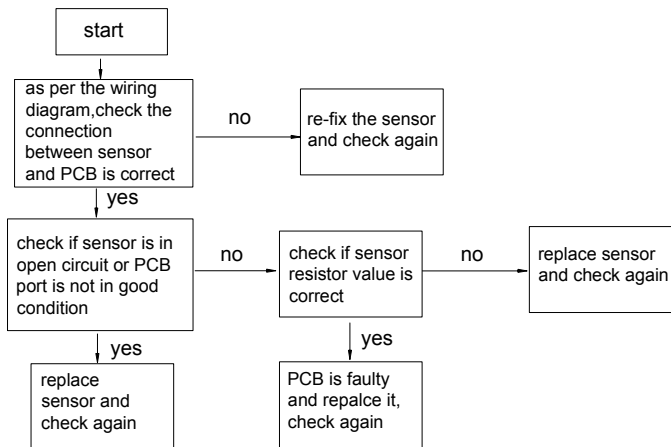 start
as per the wiring
diagram,check the
connection
between sensor
and PCB is correct
no
re-fix the sensor
and check again
yes
check if sensor is in
open circuit or PCB
port is not in good
condition
no
check if sensor
resistor value is
correct
no
replace sensor
and check again
yes
replace
sensor and
check again
yes
PCB is faulty
and repalce it,
check again